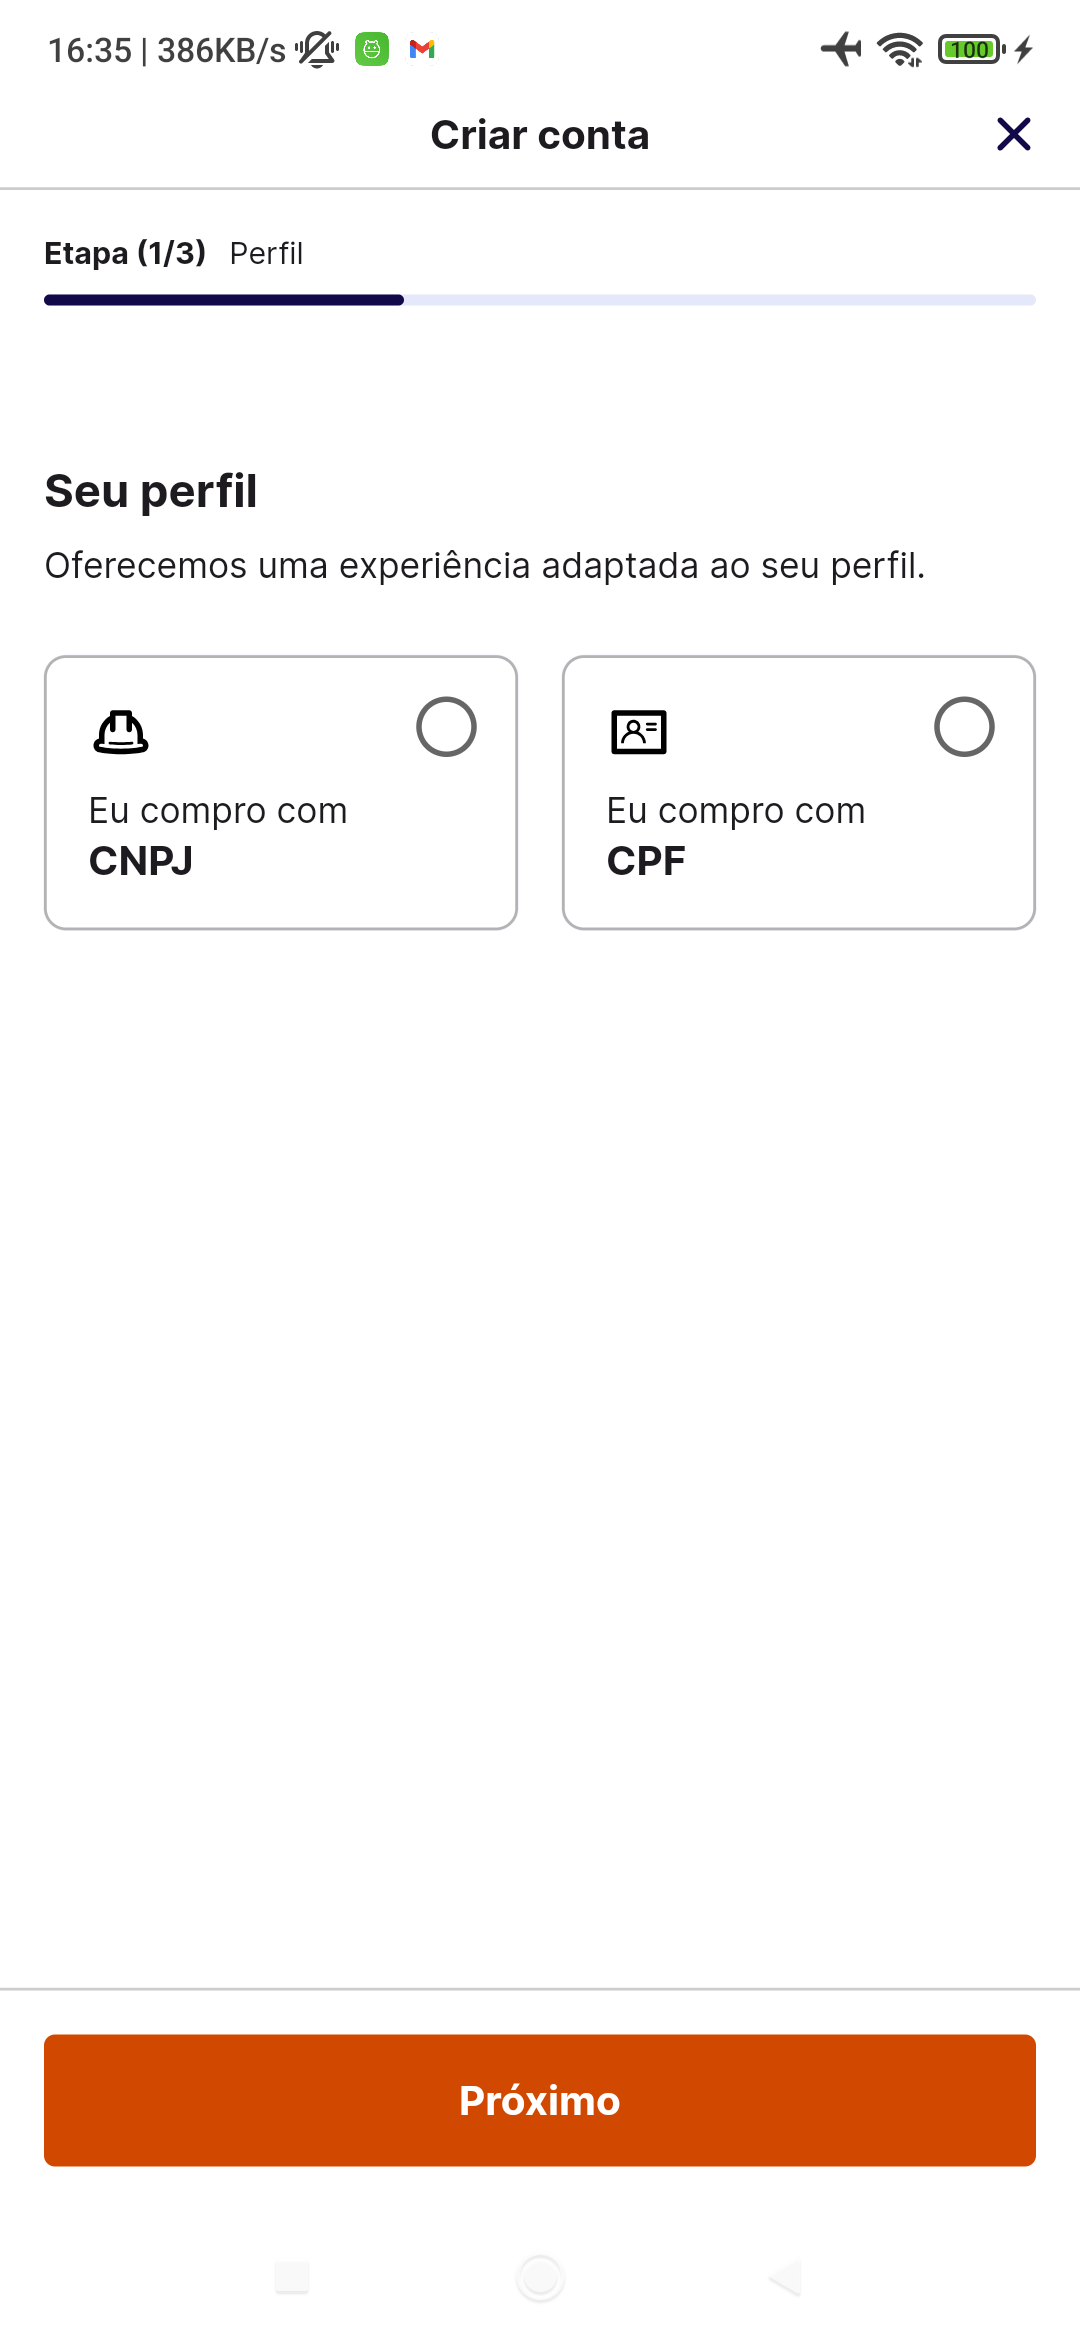 16:35 | 386KB/s
100
Criar conta
Etapa (1/3) Perfil
Seu perfil
Oferecemos uma experiência adaptada ao seu perfil.
Eu compro com
CNPJ
Eu compro com
CPF
Próximo